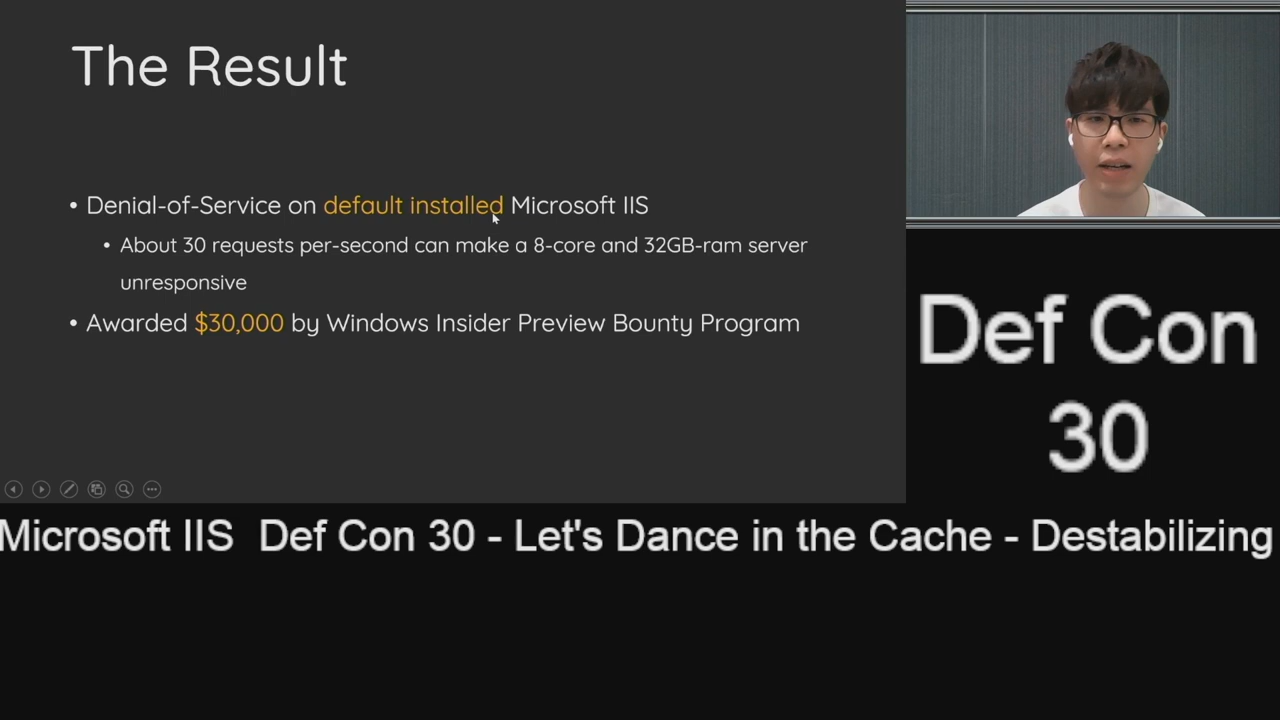 The Result
• Denial-of-Service on default installed Microsoft IIS
• About 30 requests per-second can make a 8-core and 32GB-ram server
unresponsive
• Awarded $30,000 by Windows Insider Preview Bounty Program
Def Con
30
Microsoft IIS  Def Con 30 - Let's Dance in the Cache - Destabilizing